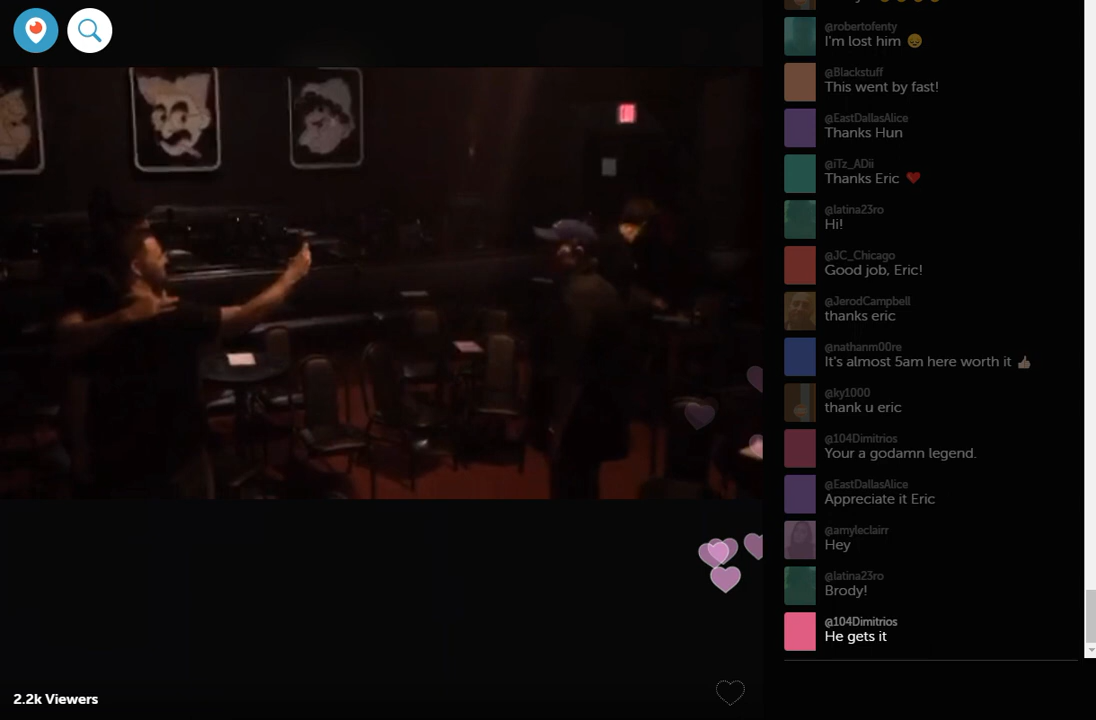 @robertofenty
I'm lost him
@Blackstuff
This went by fast!
@EastDallasAlice
Thanks Hun
@iTz_ADii
Thanks Eric
@latina23ro
Hi!
@JC_Chicago
Good job, Eric!
@JerodCampbell
thanks eric
@nathanm00re
It's almost 5am here worth it
@ky1000
thank u eric
@104Dimitrios
Your a godamn legend.
@EastDallasAlice
Appreciate it Eric
@amyleclairr
Hey
@latina23ro
Brody!
@104Dimitrios
He gets it
2.2k Viewers